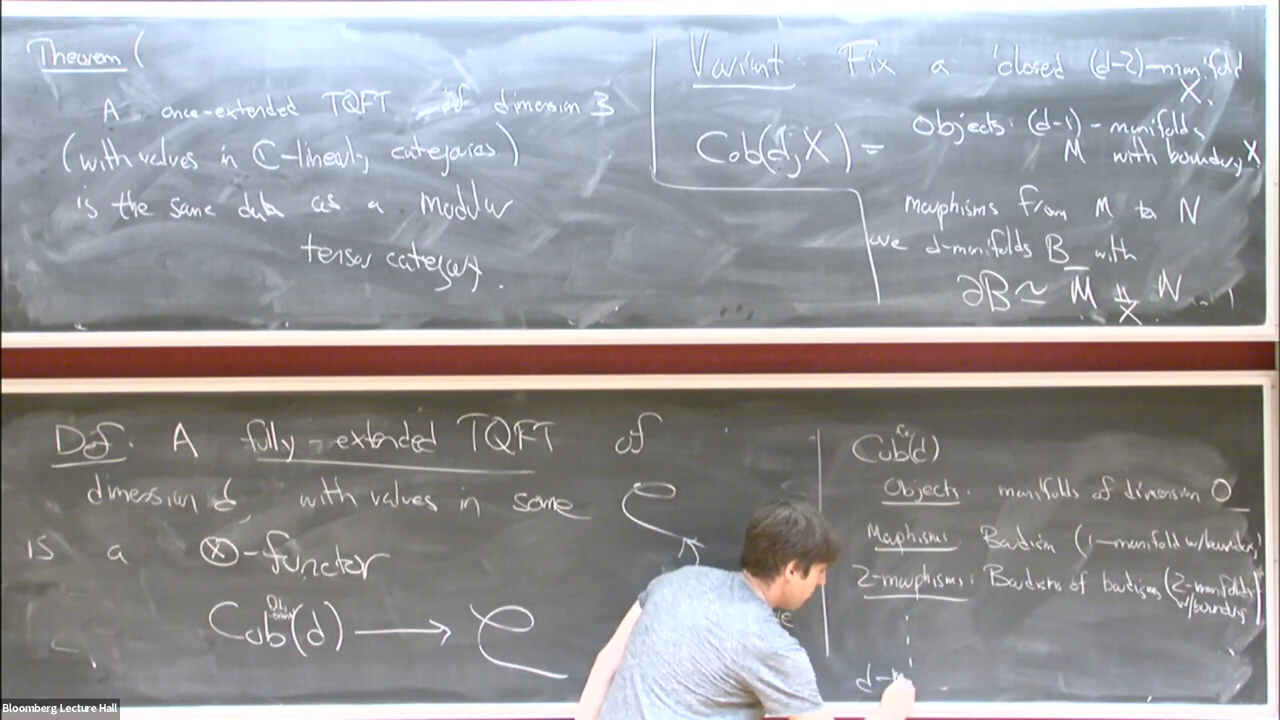 Theorem (
A once-extended TQFT of dimension 3
(with values in ℂ-linear categories)
is the same data as a modular
tensor category.
Variant: Fix a closed (d-2)-manifold
X.
Cob(d,X) =
Objects: (d-1)-manifolds
M with boundary X
morphisms from M to N
are d-manifolds B with
∂B ≃ M̅ ⨿_X N
Def: A fully-extended TQFT of
dimension d, with values in some C
is a ⊗-functor
Cob(d) → C
Cob(d)
Objects: manifolds of dimension 0
Morphisms: Bordism (1-manifold w/boundary)
2-morphisms: Bordisms of bordisms (2-manifolds
w/boundary)
Bloomberg Lecture Hall